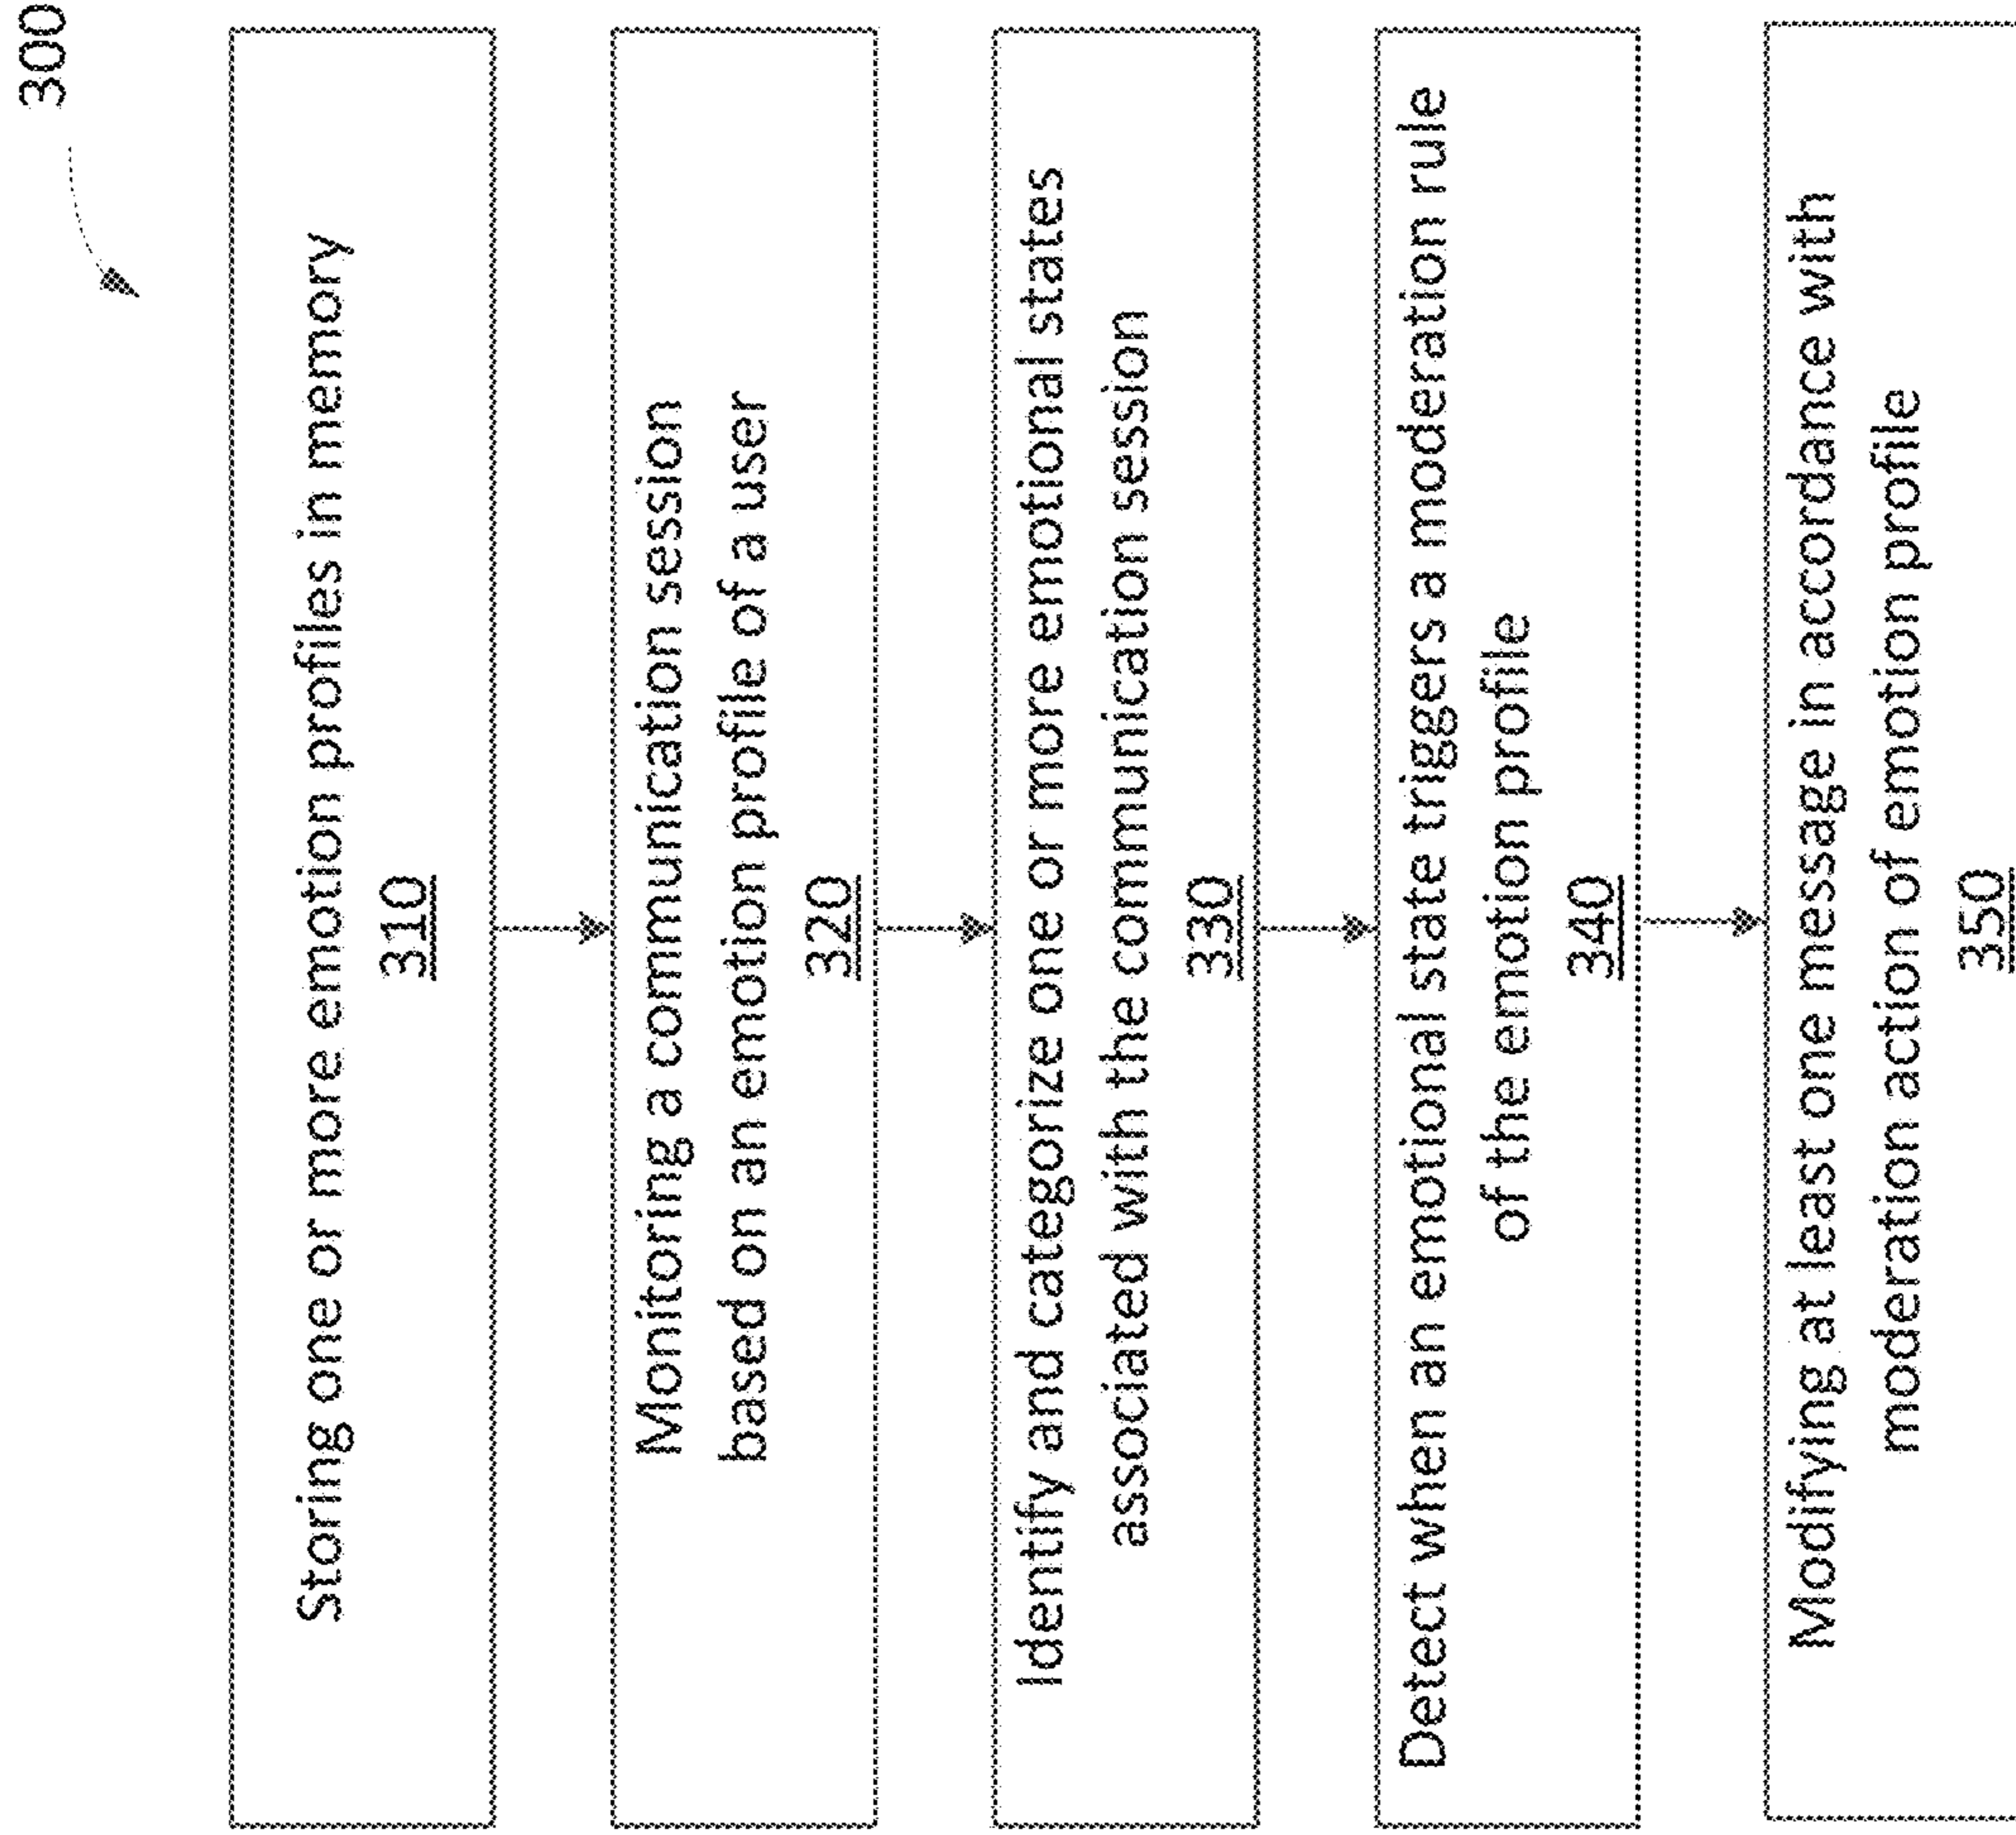 300
Storing one or more emotion profiles in memory
310
Monitoring a communication session
based on an emotion profile of a user
320
Identify and categorize one or more emotional states
associated with the communication session
330
Detect when an emotional state triggers a moderation rule
of the emotion profile
340
Modifying at least one message in accordance with
moderation action of emotion profile
350